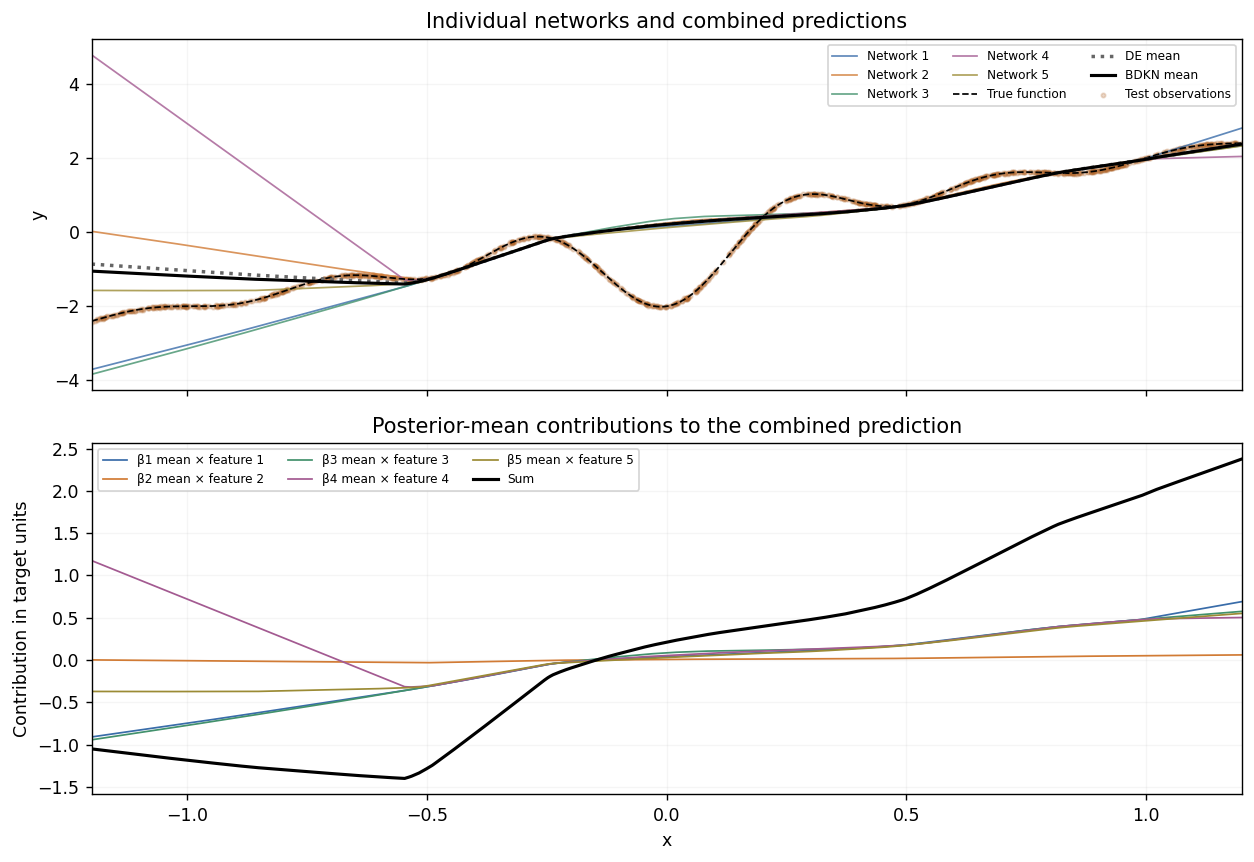 Individual networks and combined predictions
y
4
2
0
−2
−4
Network 1
Network 2
Network 3
Network 4
Network 5
True function
DE mean
BDKN mean
Test observations
Posterior-mean contributions to the combined prediction
Contribution in target units
2.5
2.0
1.5
1.0
0.5
0.0
−0.5
−1.0
−1.5
β1 mean × feature 1
β2 mean × feature 2
β3 mean × feature 3
β4 mean × feature 4
β5 mean × feature 5
Sum
−1.0
−0.5
0.0
0.5
1.0
x